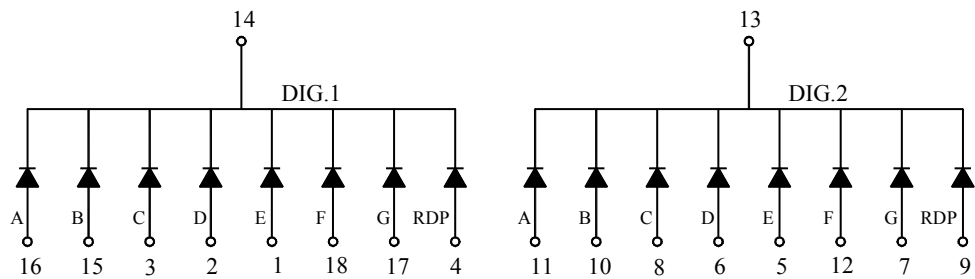 14 13
DIG.1 DIG.2
A B C D E F G RDP A B C D E F G RDP
16 15 3 2 1 18 17 4 11 10 8 6 5 12 7 9